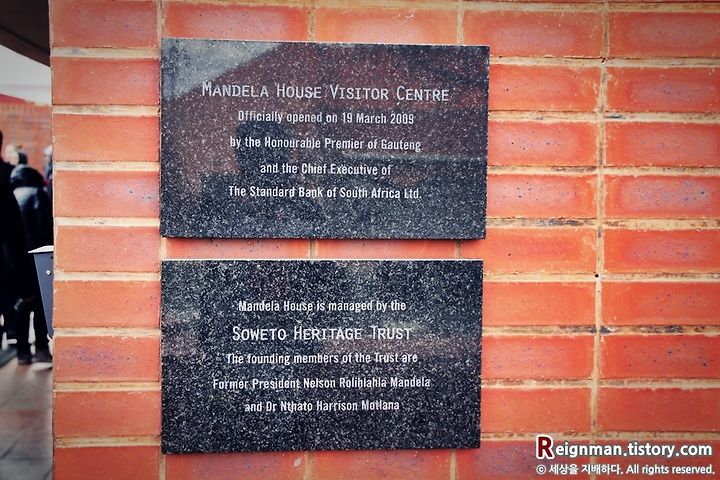 MANDELA HOUSE VISITOR CENTRE
Officially opened on 19 March 2009
by the Honourable Premier of Gauteng
and the Chief Executive of
The Standard Bank of South Africa Ltd.
Mandela House is managed by the
SOWETO HERITAGE TRUST
The founding members of the Trust are
Former President Nelson Rolihlahla Mandela
and Dr Nthato Harrison Motlana
Reignman.tistory.com
© 세상을 지배하다. All rights reserved.